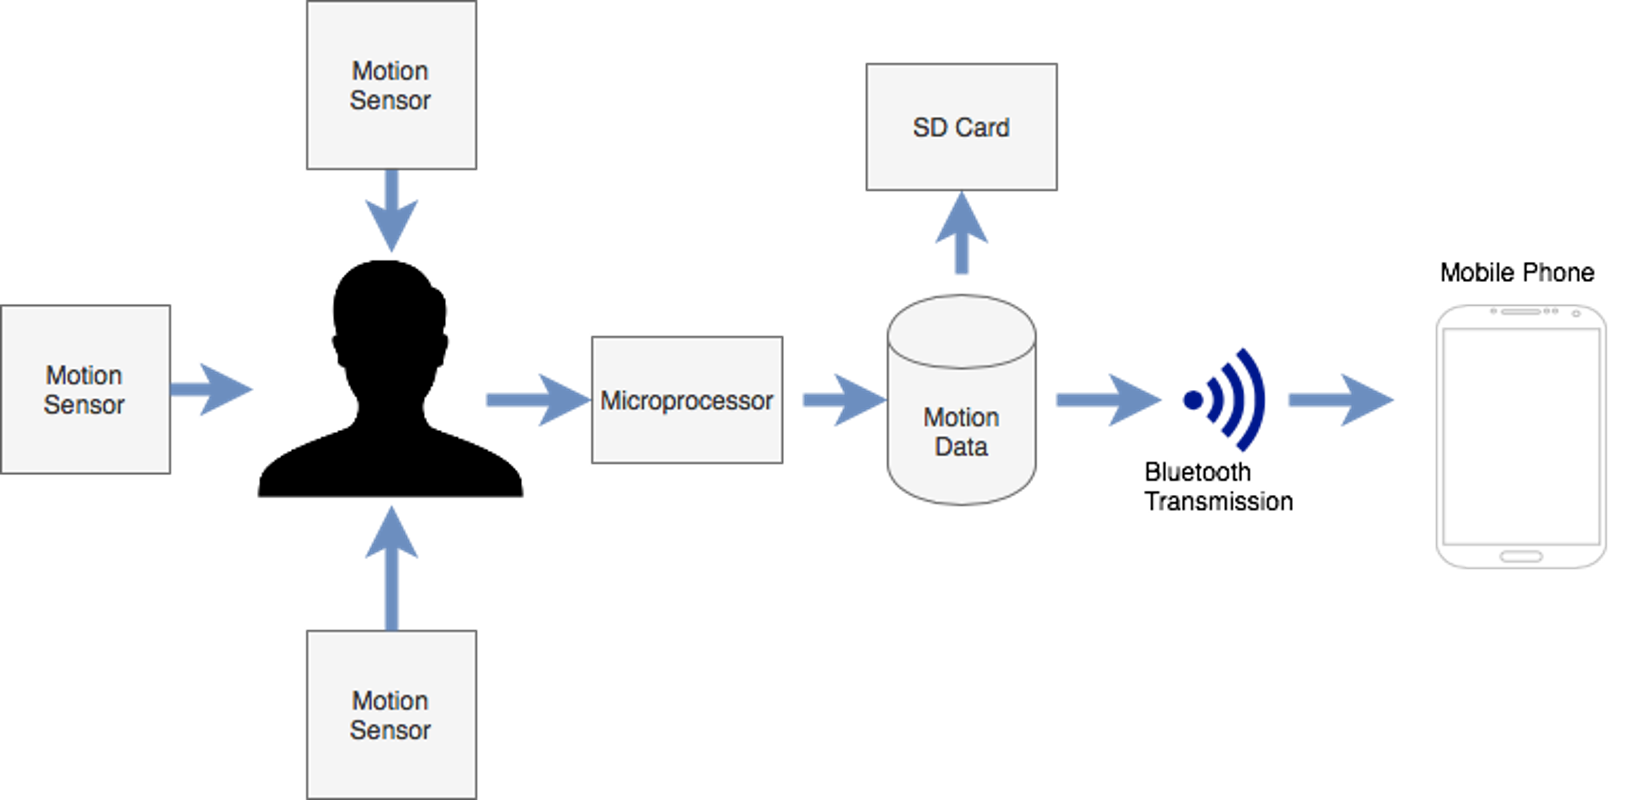 Motion
Sensor
SD Card
Mobile Phone
Motion
Sensor
Microprocessor
Motion
Data
Bluetooth
Transmission
Motion
Sensor